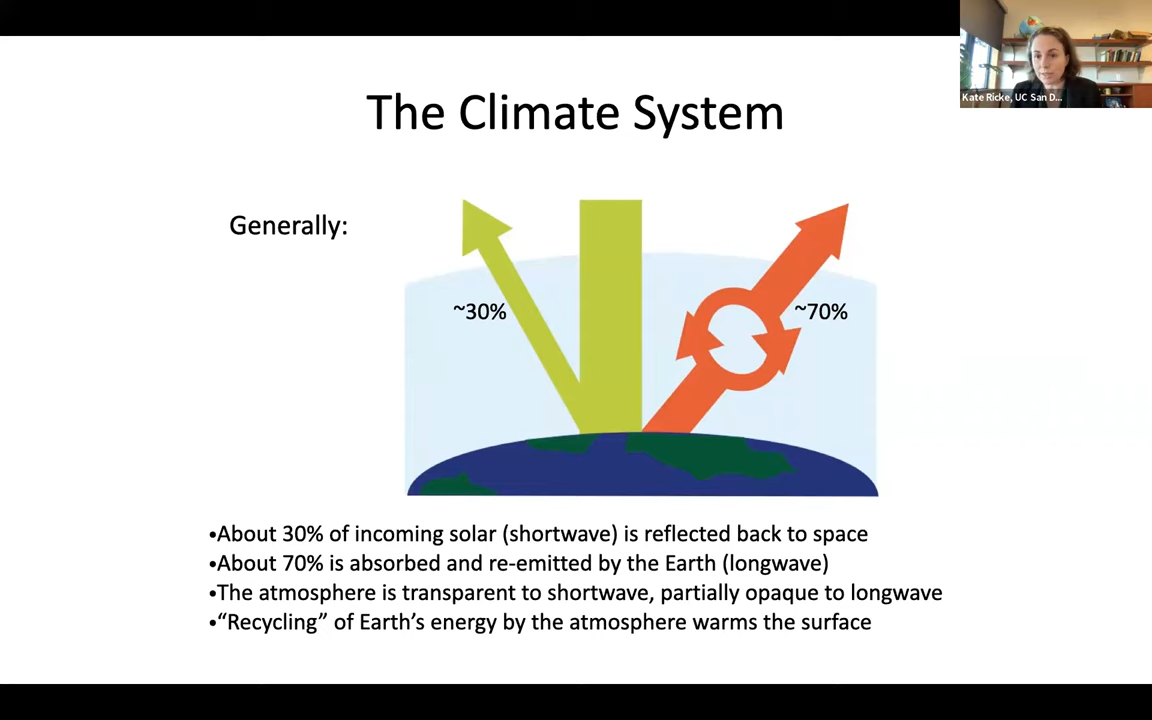 Kate Ricke, UC San D...
The Climate System
Generally:
~30%
~70%
•About 30% of incoming solar (shortwave) is reflected back to space
•About 70% is absorbed and re-emitted by the Earth (longwave)
•The atmosphere is transparent to shortwave, partially opaque to longwave
•“Recycling” of Earth’s energy by the atmosphere warms the surface